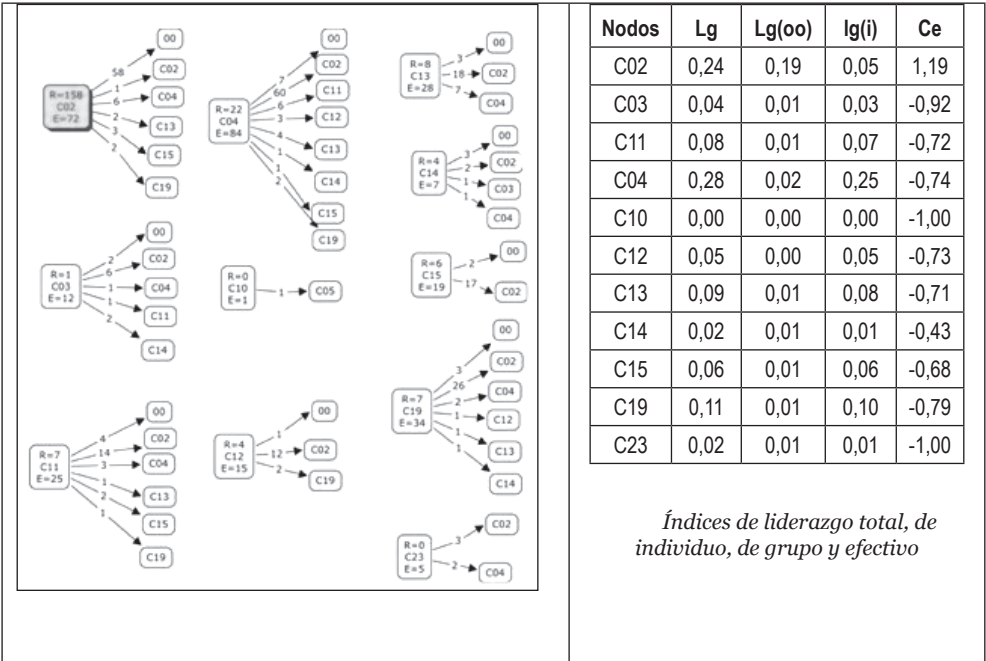 R=158
C02
E=72
58
1
6
2
3
2
00
C02
C04
C13
C15
C19
R=22
C04
E=84
7
60
6
3
4
1
1
2
00
C02
C11
C12
C13
C14
C15
C19
R=8
C13
E=28
3
18
7
00
C02
C04
R=4
C14
E=7
3
2
1
1
00
C02
C03
C04
R=1
C03
E=12
2
6
1
1
2
00
C02
C04
C11
C14
R=0
C10
E=1
1
C05
R=6
C15
E=19
2
17
00
C02
R=7
C19
E=34
3
26
2
1
1
1
00
C02
C04
C12
C13
C14
R=7
C11
E=25
4
14
3
1
2
1
00
C02
C04
C13
C15
C19
R=4
C12
E=15
1
12
2
00
C02
C19
R=0
C23
E=5
3
2
C02
C04
Nodos Lg Lg(oo) lg(i) Ce
C02 0,24 0,19 0,05 1,19
C03 0,04 0,01 0,03 -0,92
C11 0,08 0,01 0,07 -0,72
C04 0,28 0,02 0,25 -0,74
C10 0,00 0,00 0,00 -1,00
C12 0,05 0,00 0,05 -0,73
C13 0,09 0,01 0,08 -0,71
C14 0,02 0,01 0,01 -0,43
C15 0,06 0,01 0,06 -0,68
C19 0,11 0,01 0,10 -0,79
C23 0,02 0,01 0,01 -1,00
Índices de liderazgo total, de
individuo, de grupo y efectivo